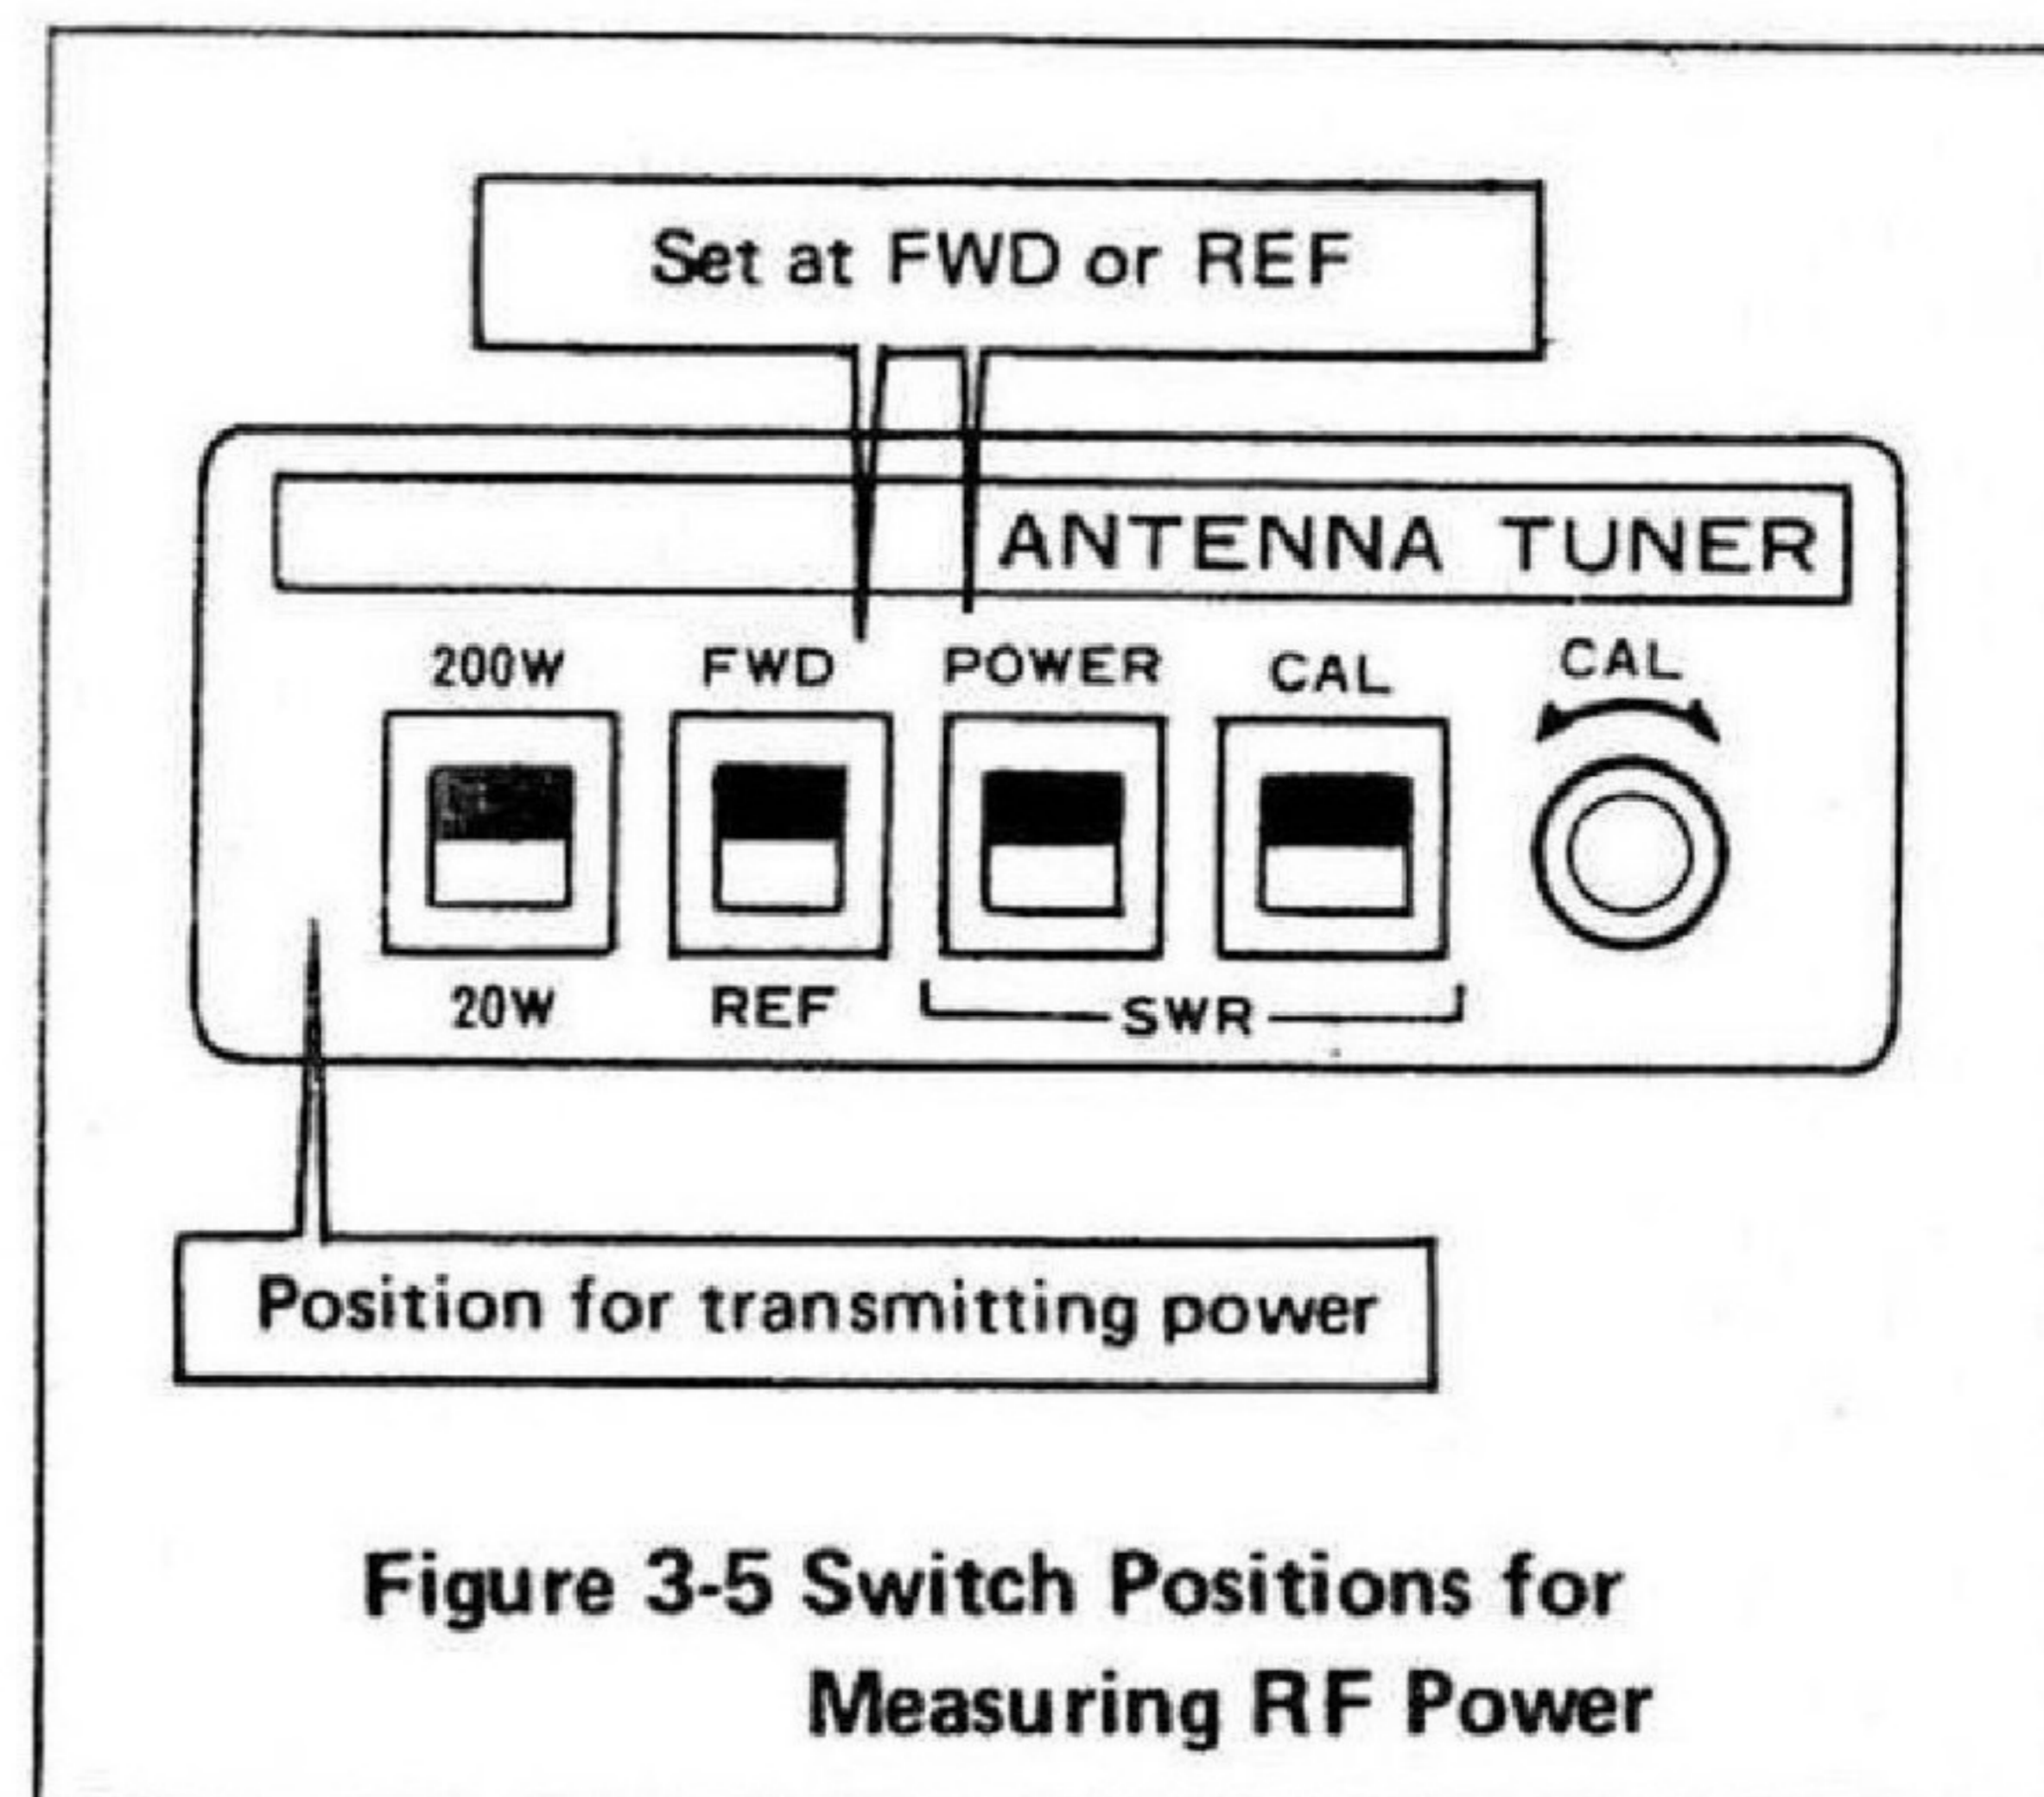 Set at FWD or REF
ANTENNA TUNER
200W FWD POWER CAL CAL
20W REF SWR
Position for transmitting power
Figure 3-5 Switch Positions for
Measuring RF Power